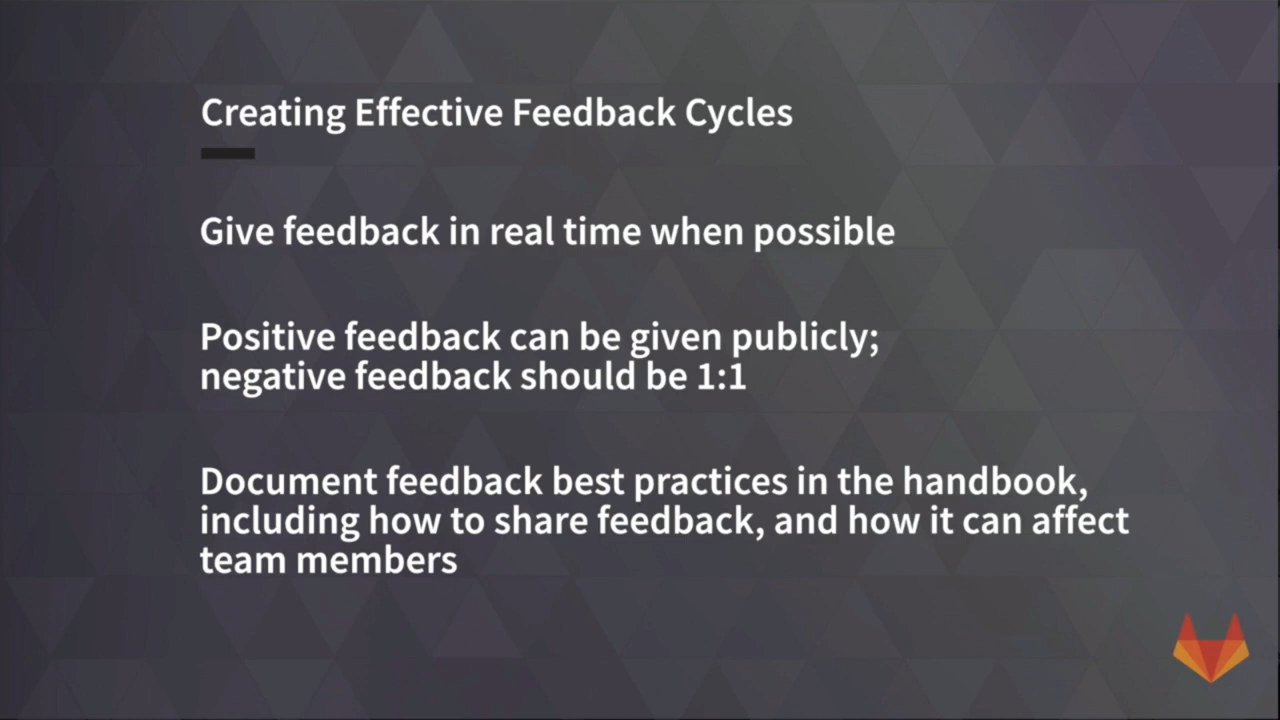 Creating Effective Feedback Cycles
Give feedback in real time when possible
Positive feedback can be given publicly;
negative feedback should be 1:1
Document feedback best practices in the handbook,
including how to share feedback, and how it can affect
team members